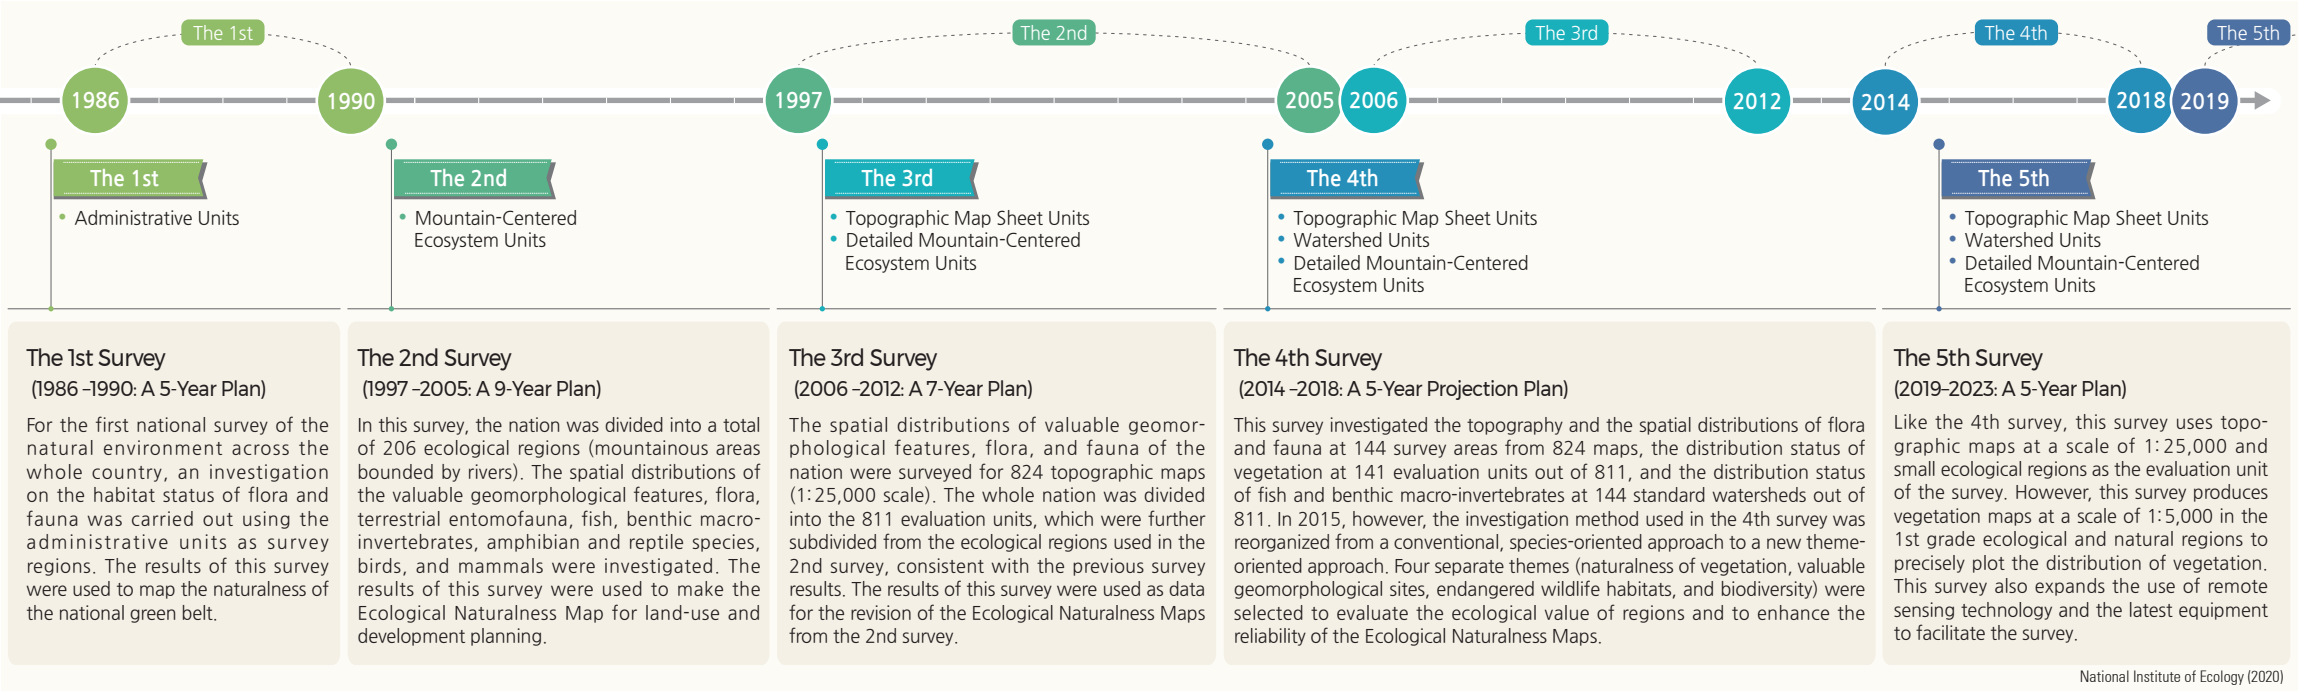 The 1st
The 2nd
The 3rd
The 4th
The 5th
1986
1990
1997
2005
2006
2012
2014
2018
2019
The 1st
• Administrative Units
The 2nd
• Mountain-Centered
Ecosystem Units
The 3rd
• Topographic Map Sheet Units
• Detailed Mountain-Centered
Ecosystem Units
The 4th
• Topographic Map Sheet Units
• Watershed Units
• Detailed Mountain-Centered
Ecosystem Units
The 5th
• Topographic Map Sheet Units
• Watershed Units
• Detailed Mountain-Centered
Ecosystem Units
The 1st Survey
(1986 –1990: A 5-Year Plan)
For the first national survey of the
natural environment across the
whole country, an investigation
on the habitat status of flora and
fauna was carried out using the
administrative units as survey
regions. The results of this survey
were used to map the naturalness of
the national green belt.
The 2nd Survey
(1997 –2005: A 9-Year Plan)
In this survey, the nation was divided into a total
of 206 ecological regions (mountainous areas
bounded by rivers). The spatial distributions of
the valuable geomorphological features, flora,
terrestrial entomofauna, fish, benthic macro-
invertebrates, amphibian and reptile species,
birds, and mammals were investigated. The
results of this survey were used to make the
Ecological Naturalness Map for land-use and
development planning.
The 3rd Survey
(2006 –2012: A 7-Year Plan)
The spatial distributions of valuable geomor-
phological features, flora, and fauna of the
nation were surveyed for 824 topographic maps
(1:25,000 scale). The whole nation was divided
into the 811 evaluation units, which were further
subdivided from the ecological regions used in the
2nd survey, consistent with the previous survey
results. The results of this survey were used as data
for the revision of the Ecological Naturalness Maps
from the 2nd survey.
The 4th Survey
(2014 –2018: A 5-Year Projection Plan)
This survey investigated the topography and the spatial distributions of flora
and fauna at 144 survey areas from 824 maps, the distribution status of
vegetation at 141 evaluation units out of 811, and the distribution status
of fish and benthic macro-invertebrates at 144 standard watersheds out of
811. In 2015, however, the investigation method used in the 4th survey was
reorganized from a conventional, species-oriented approach to a new theme-
oriented approach. Four separate themes (naturalness of vegetation, valuable
geomorphological sites, endangered wildlife habitats, and biodiversity) were
selected to evaluate the ecological value of regions and to enhance the
reliability of the Ecological Naturalness Maps.
The 5th Survey
(2019–2023: A 5-Year Plan)
Like the 4th survey, this survey uses topo-
graphic maps at a scale of 1:25,000 and
small ecological regions as the evaluation unit
of the survey. However, this survey produces
vegetation maps at a scale of 1:5,000 in the
1st grade ecological and natural regions to
precisely plot the distribution of vegetation.
This survey also expands the use of remote
sensing technology and the latest equipment
to facilitate the survey.
National Institute of Ecology (2020)